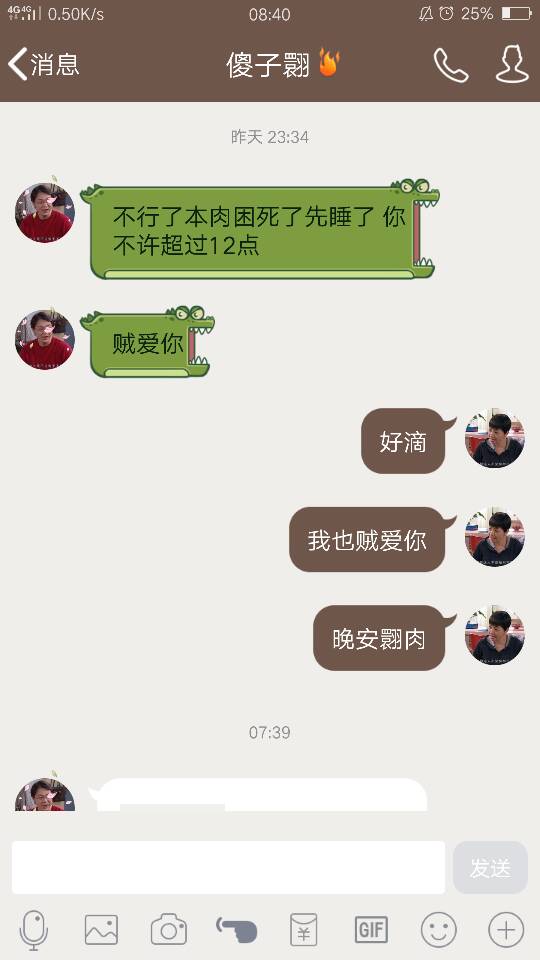 4G 4G 0.50K/s 08:40 25%
消息 傻子翾
昨天 23:34
不行了本肉困死了先睡了 你
不许超过12点
贼爱你
好滴
我也贼爱你
晚安翾肉
07:39
发送
GIF